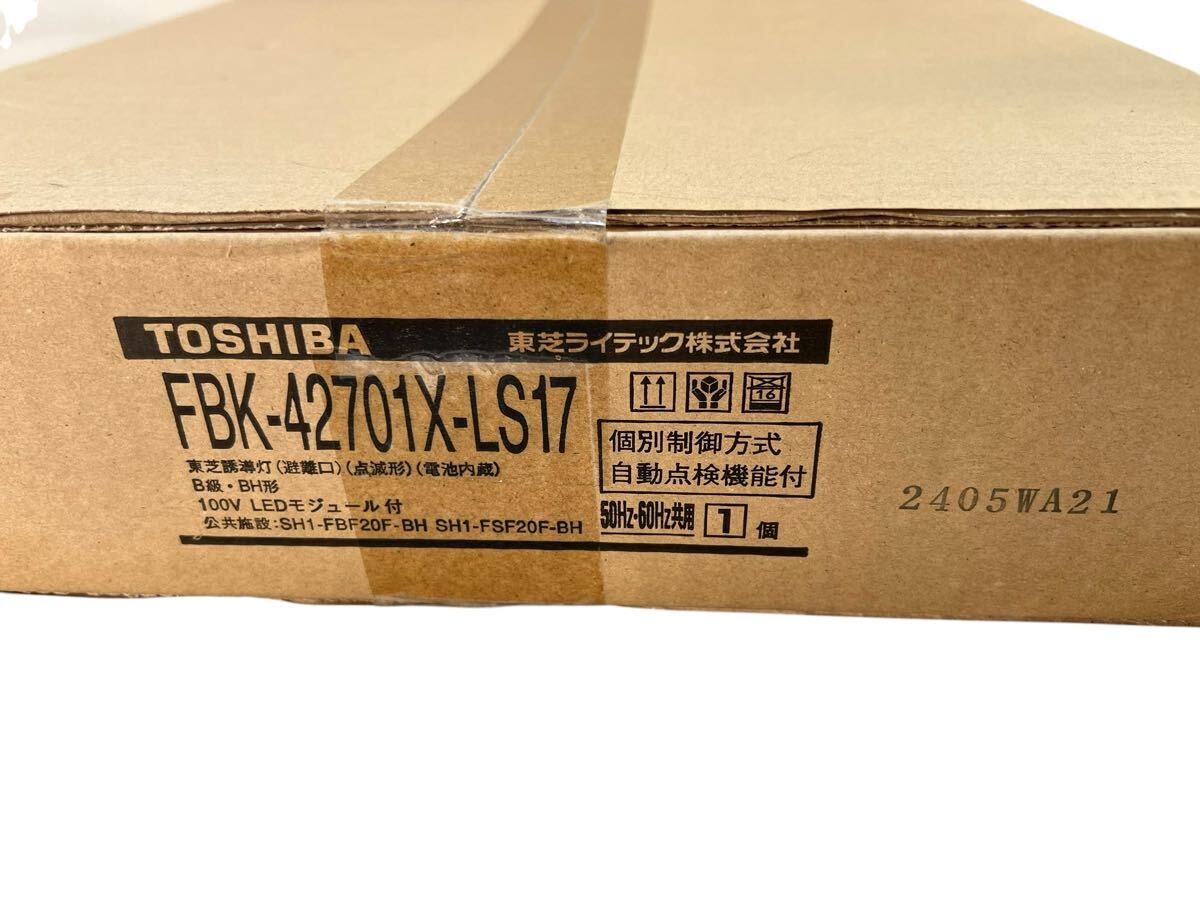 TOSHIBA 東芝ライテック株式会社
FBK-42701X-LS17
東芝誘導灯(避難口)(点滅形)(電池内蔵)
B級・BH形
100V LEDモジュール付
公共施設:SH1-FBF20F-BH SH1-FSF20F-BH
16
個別制御方式
自動点検機能付
50Hz・60Hz共用 1 個
2405WA21